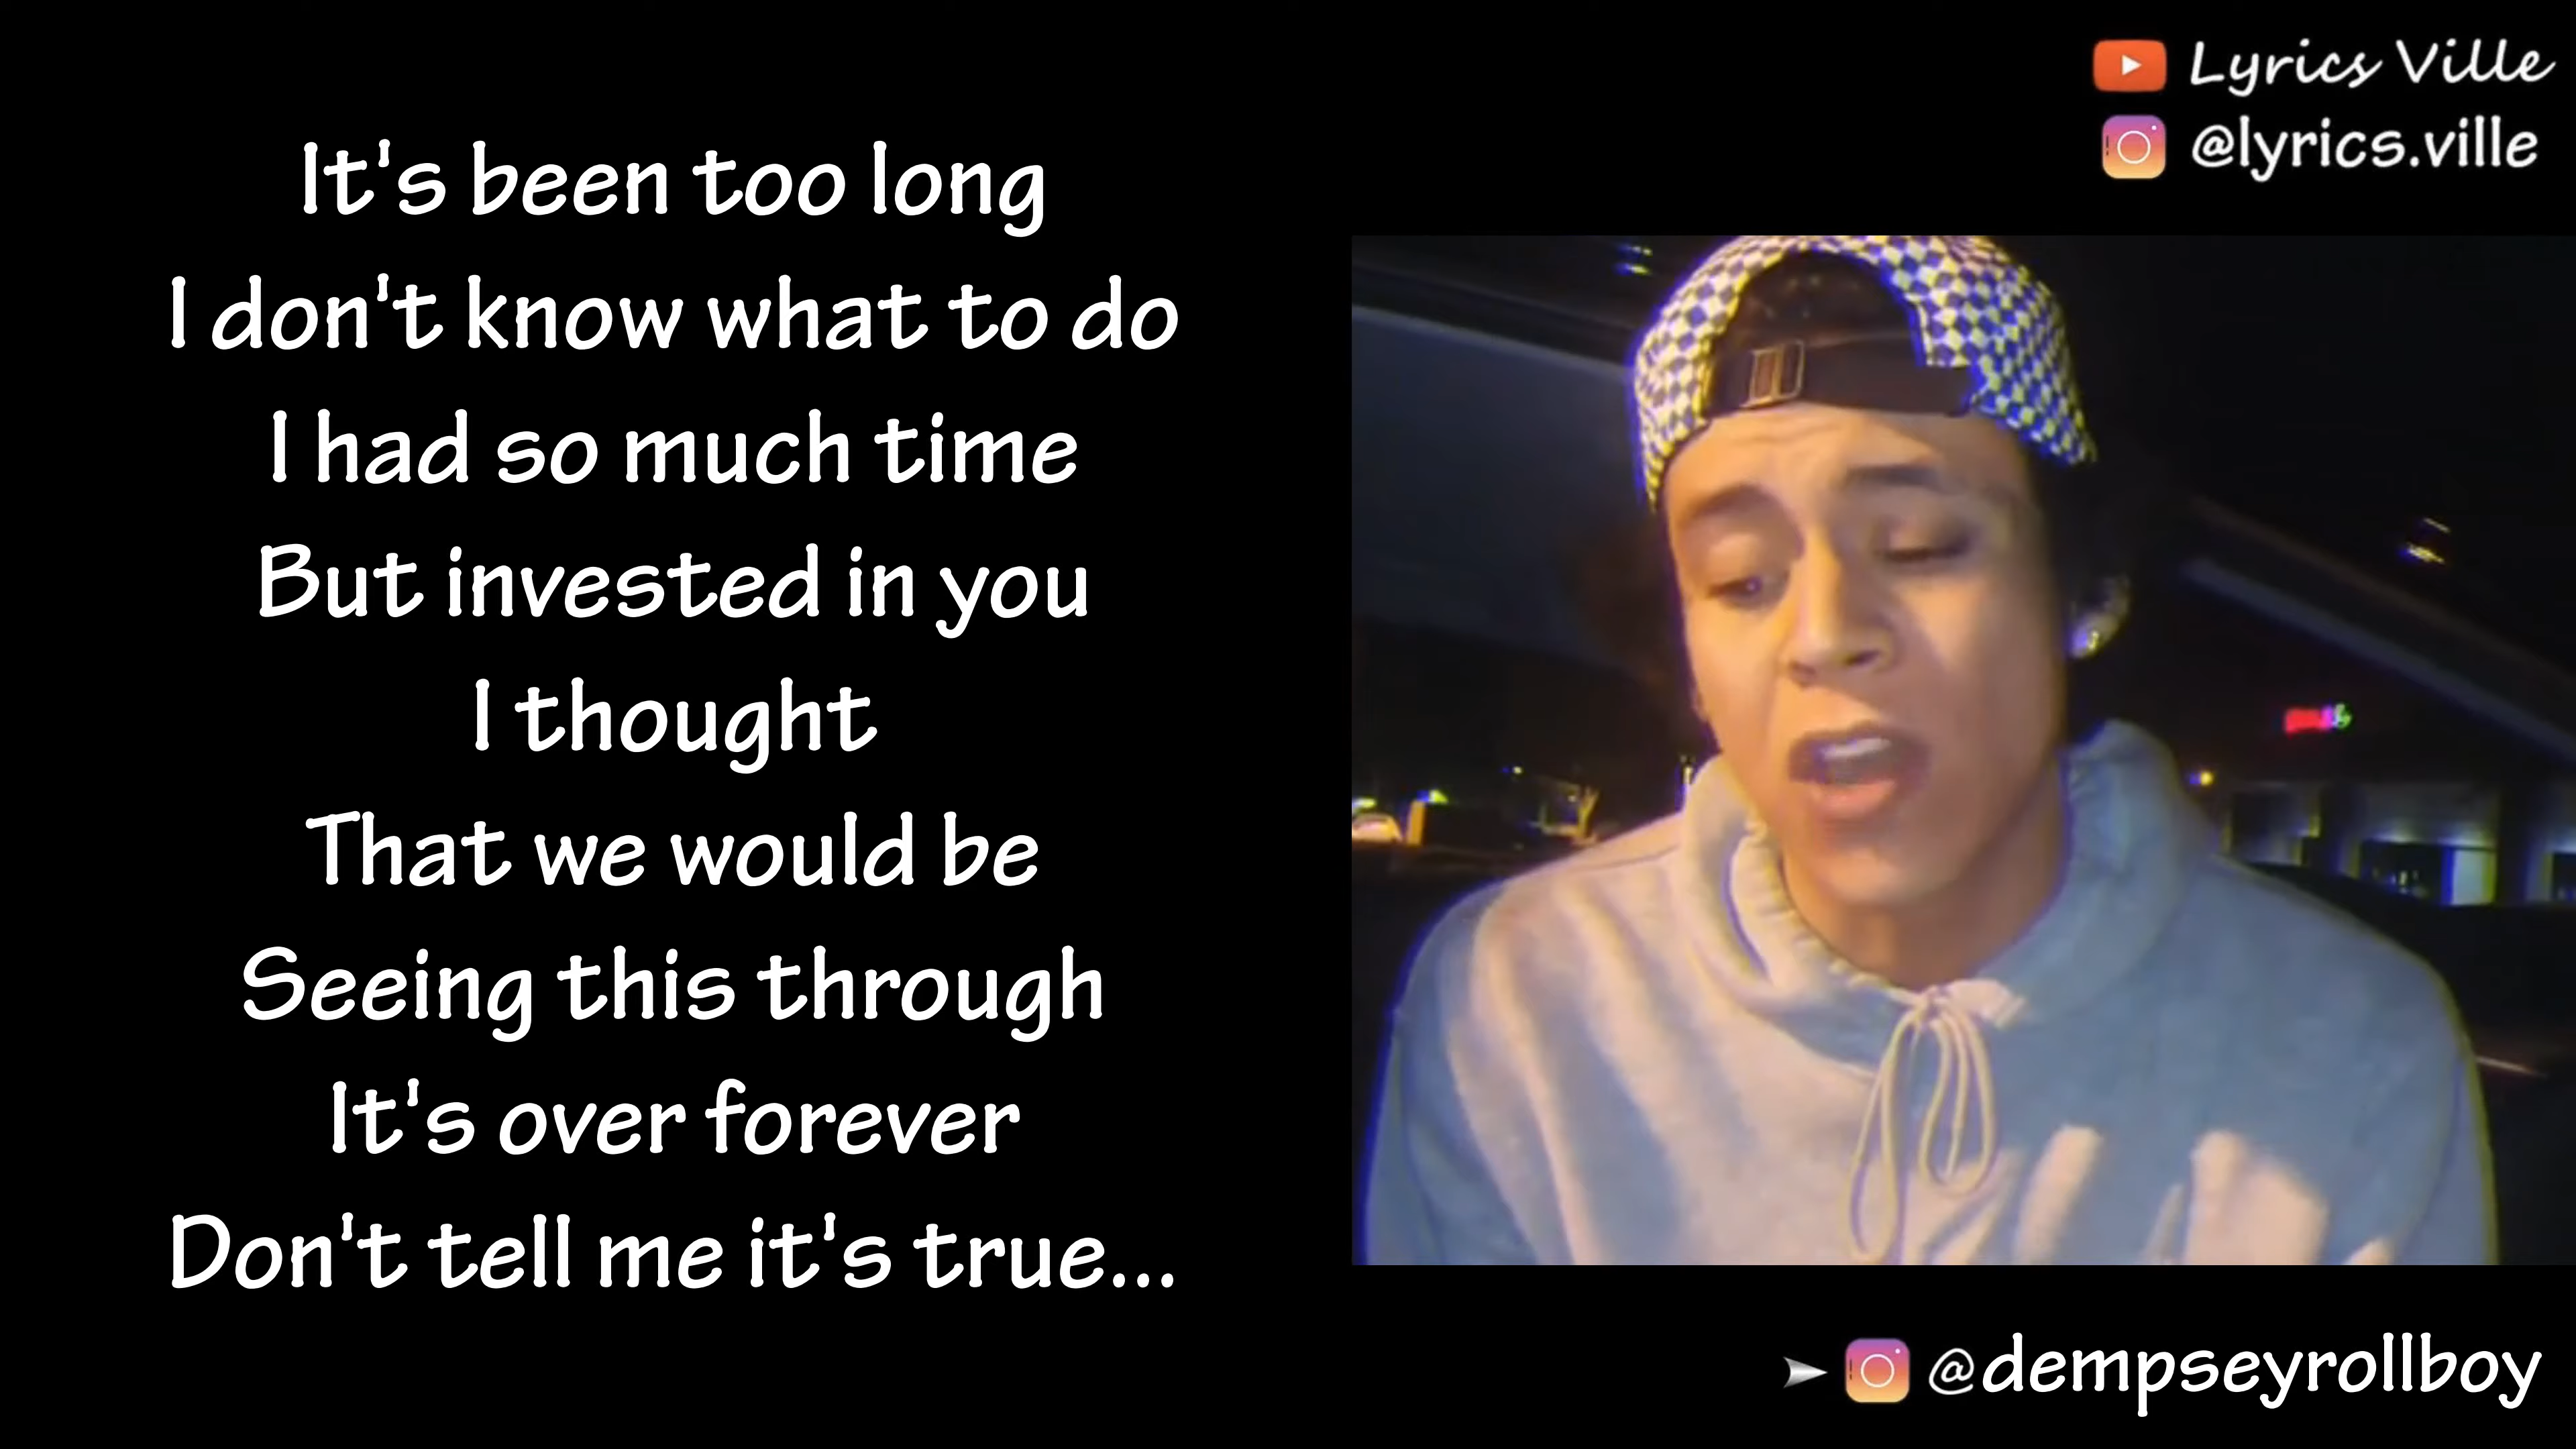 Lyrics Ville
@lyrics.ville
It's been too long
I don't know what to do
I had so much time
But invested in you
I thought
That we would be
Seeing this through
It's over forever
Don't tell me it's true...
@dempseyrollboy